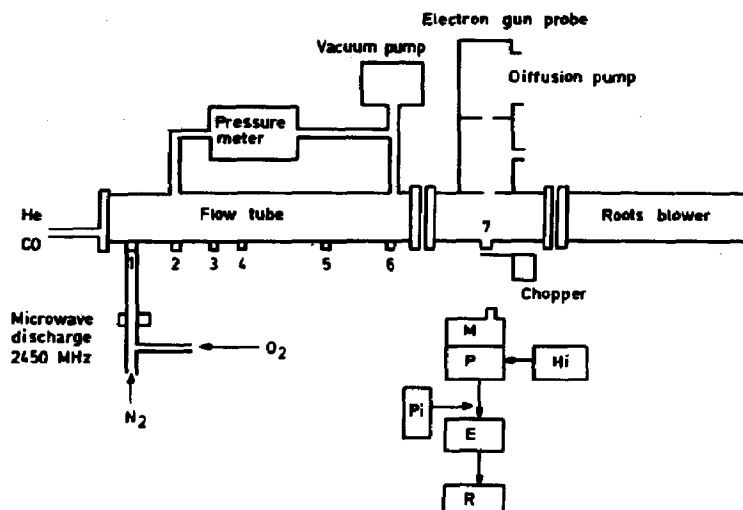 Electron gun probe
Vacuum pump
Diffusion pump
Pressure
meter
He
CO
Flow tube
Roots blower
1
2
3
4
5
6
7
Chopper
Microwave
discharge
2450 MHz
O2
N2
M
P
Hi
Pi
E
R